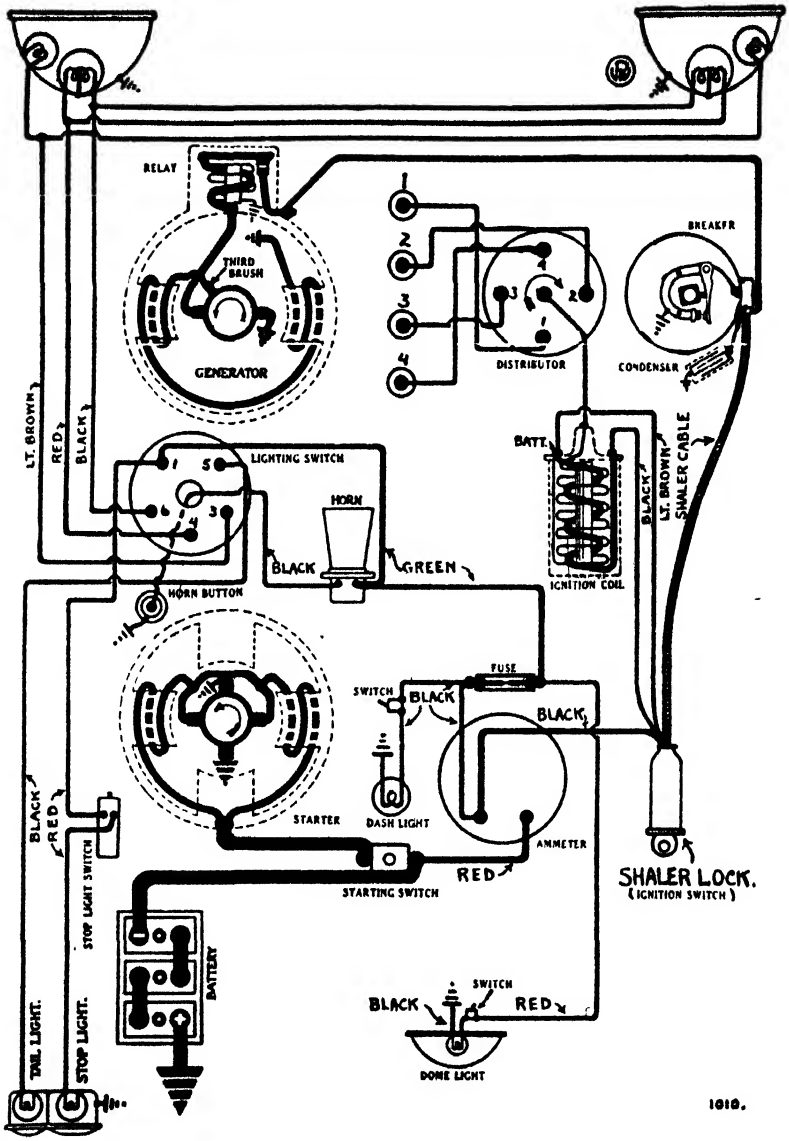 RELAY
1
2
3
4
BREAKER
THIRD
BRUSH
4
3
2
1
GENERATOR
DISTRIBUTOR
CONDENSER
LT. BROWN
RED
BLACK
BATT.
BLACK
LT. BROWN
SHALER CABLE
1
5
LIGHTING SWITCH
6
3
4
HORN
BLACK
GREEN
IGNITION COIL
HORN BUTTON
FUSE
SWITCH
BLACK
BLACK
DASH LIGHT
STARTER
AMMETER
BLACK
RED
STOP LIGHT SWITCH
RED
STARTING SWITCH
SHALER LOCK.
(IGNITION SWITCH)
BATTERY
SWITCH
BLACK
RED
TAIL LIGHT.
STOP LIGHT.
DOME LIGHT
1010.